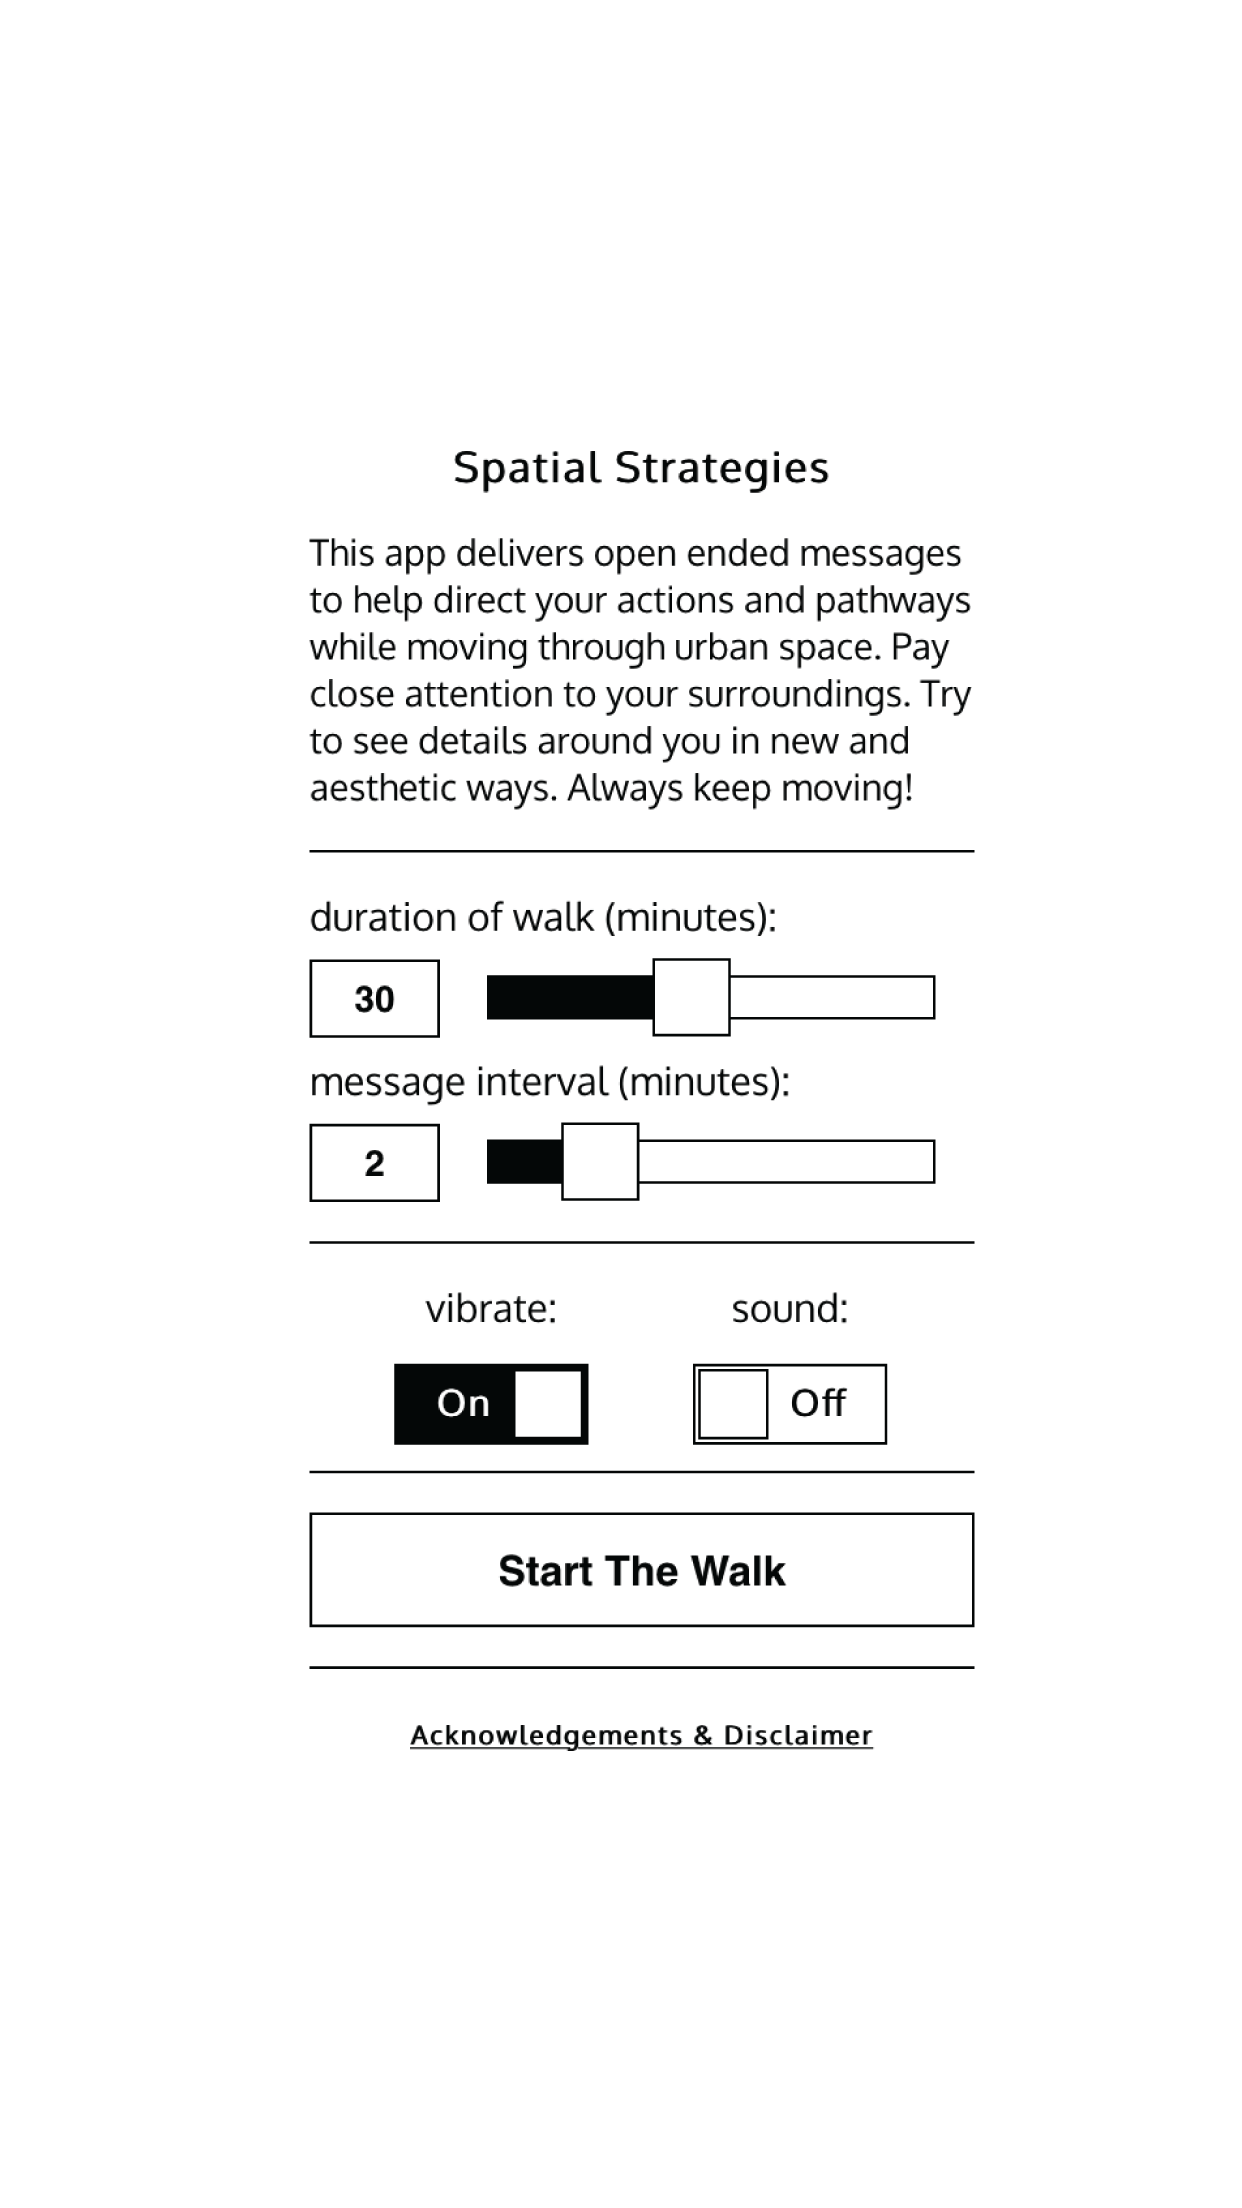 Spatial Strategies
This app delivers open ended messages
to help direct your actions and pathways
while moving through urban space. Pay
close attention to your surroundings. Try
to see details around you in new and
aesthetic ways. Always keep moving!
duration of walk (minutes):
30
message interval (minutes):
2
vibrate: sound:
On Off
Start The Walk
Acknowledgements & Disclaimer